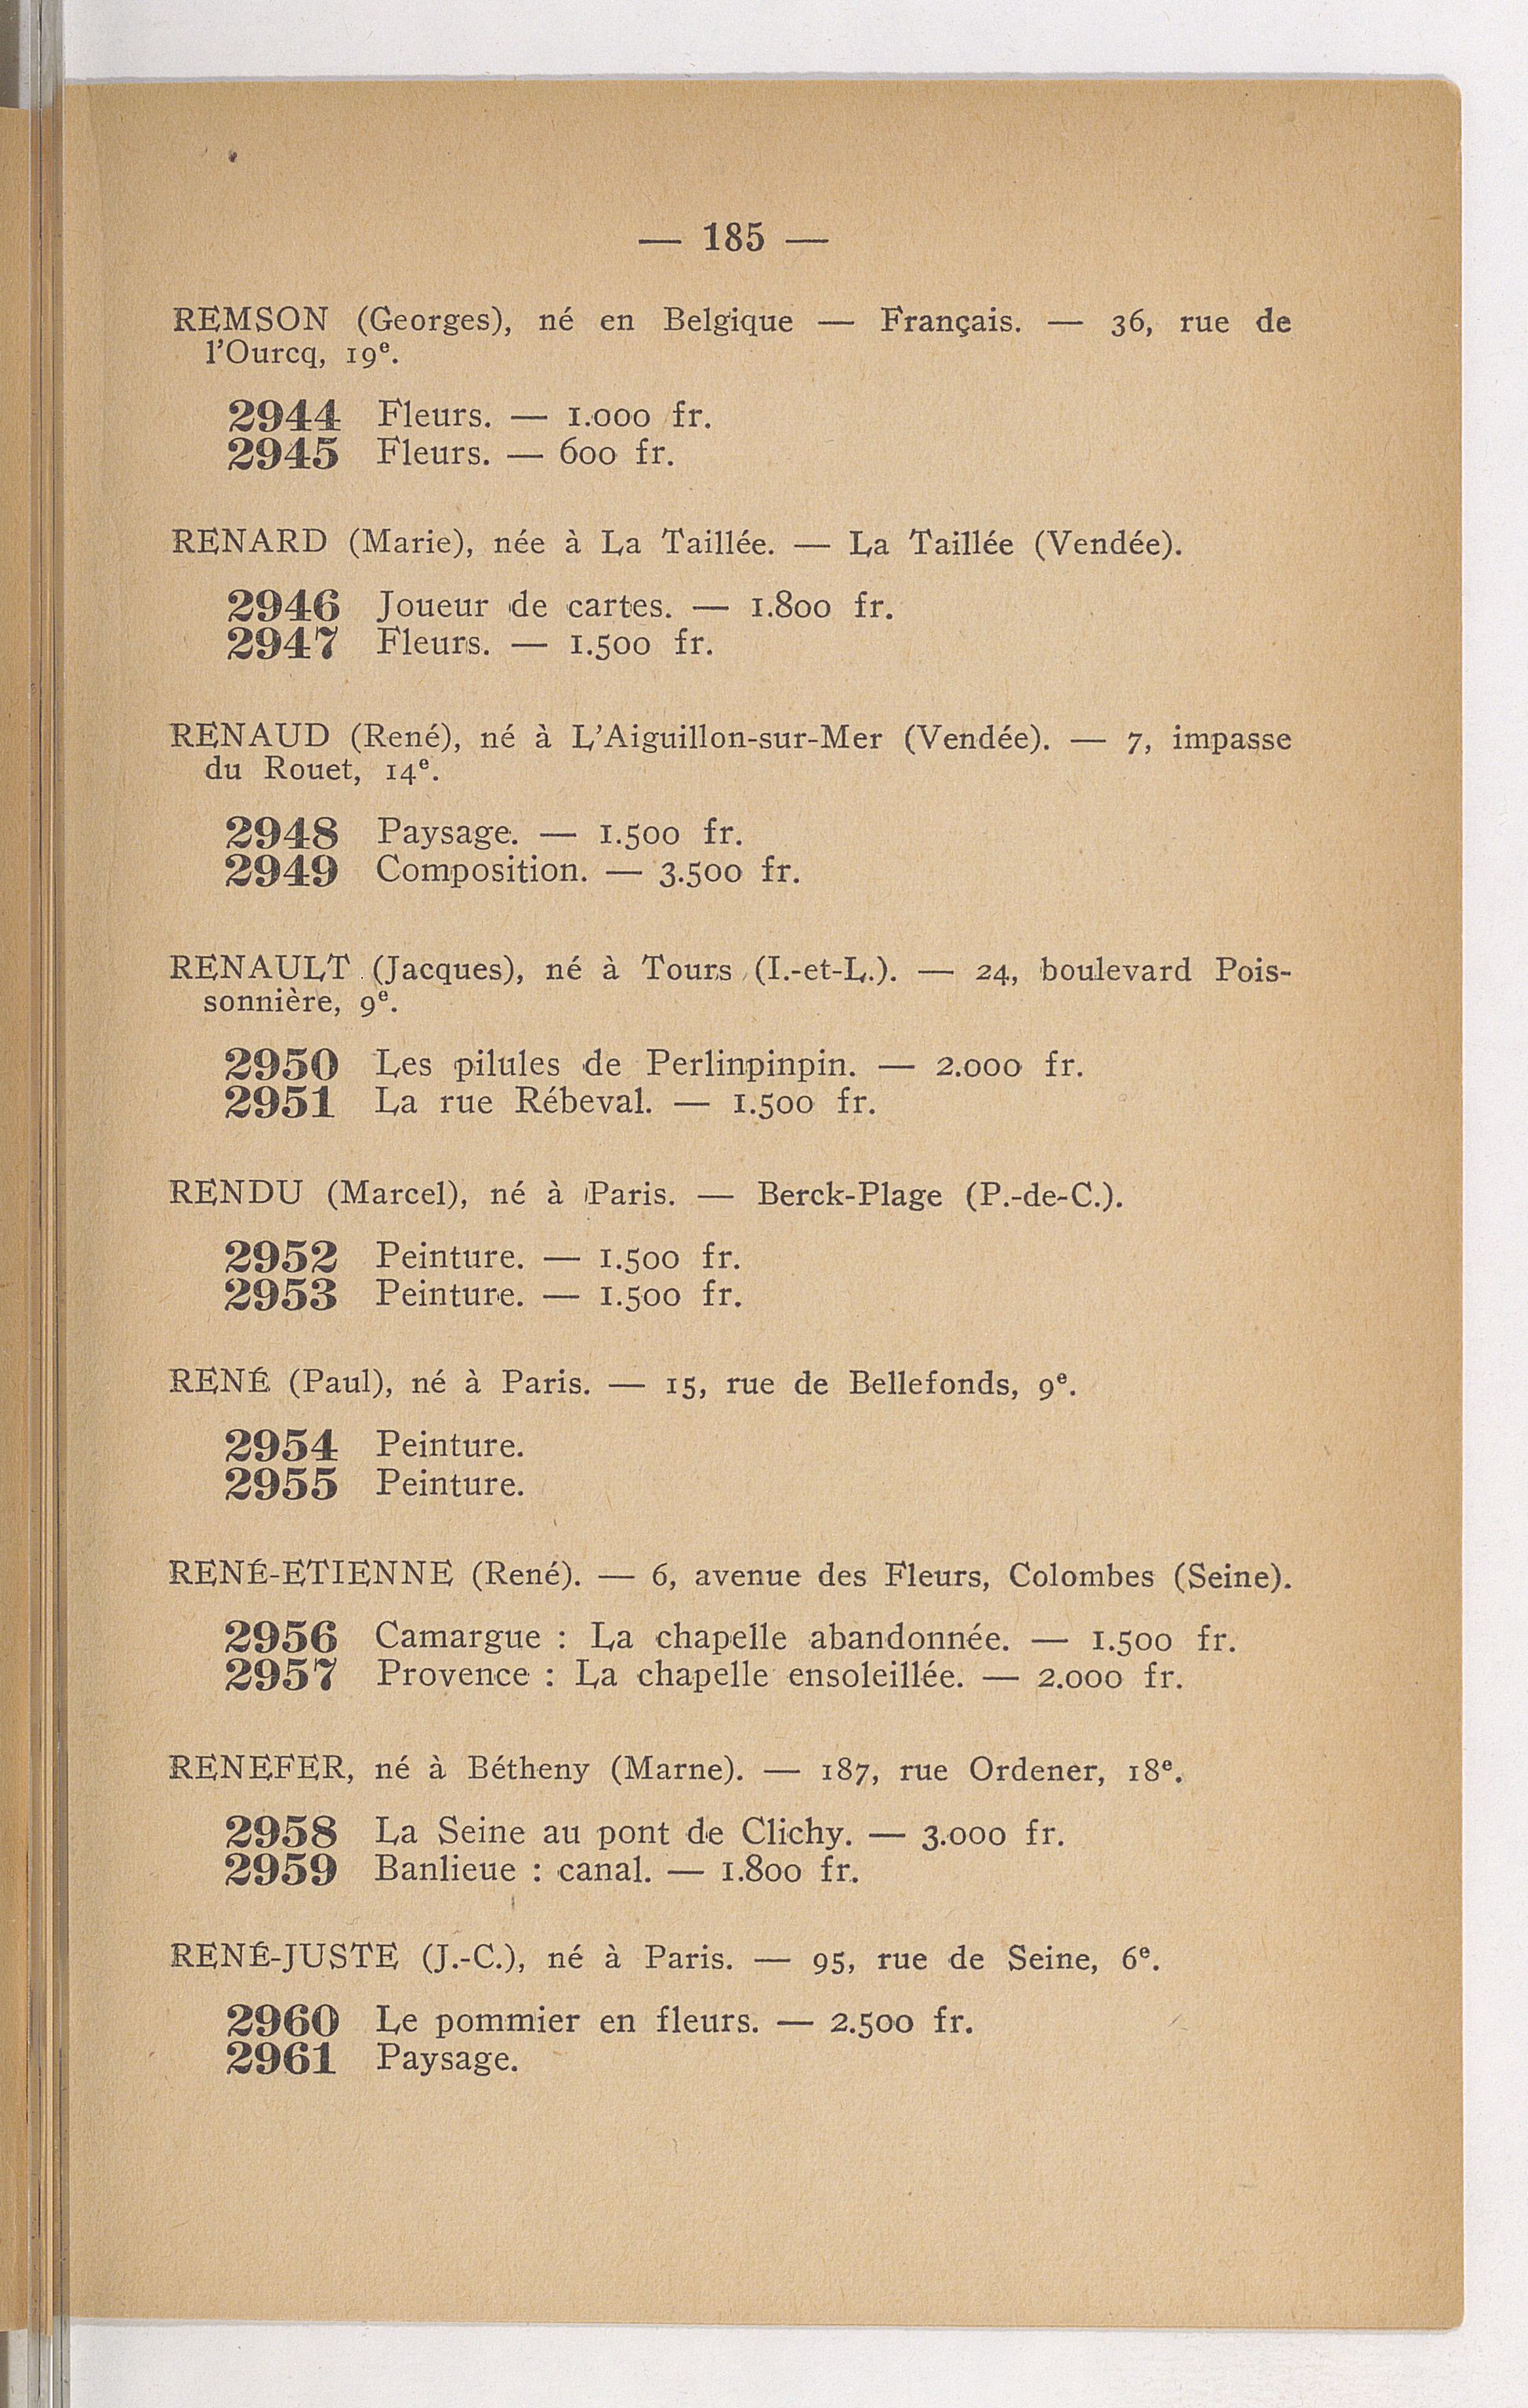 — 185 —
REMSON (Georges), né en Belgique — Français. — 36, rue de
l'Ourcq, 19e.
2944 Fleurs. — 1.000 fr.
2945 Fleurs. — 600 fr.
RENARD (Marie), née à La Taillée. — La Taillée (Vendée).
2946 Joueur de cartes. — 1.800 fr.
2947 Fleurs. — 1.500 fr.
RENAUD (René), né à L'Aiguillon-sur-Mer (Vendée). — 7, impasse
du Rouet, 14e.
2948 Paysage. — 1.500 fr.
2949 Composition. — 3.500 fr.
RENAULT (Jacques), né à Tours (I.-et-L.). — 24, boulevard Pois-
sonnière, 9e.
2950 Les pilules de Perlinpinpin. — 2.000 fr.
2951 La rue Rébeval. — 1.500 fr.
RENDU (Marcel), né à Paris. — Berck-Plage (P.-de-C.).
2952 Peinture. — 1.500 fr.
2953 Peinture. — 1.500 fr.
RENÉ (Paul), né à Paris. — 15, rue de Bellefonds, 9e.
2954 Peinture.
2955 Peinture.
RENÉ-ETIENNE (René). — 6, avenue des Fleurs, Colombes (Seine).
2956 Camargue : La chapelle abandonnée. — 1.500 fr.
2957 Provence : La chapelle ensoleillée. — 2.000 fr.
RENEFER, né à Bétheny (Marne). — 187, rue Ordener, 18e.
2958 La Seine au pont de Clichy. — 3.000 fr.
2959 Banlieue : canal. — 1.800 fr.
RENÉ-JUSTE (J.-C.), né à Paris. — 95, rue de Seine, 6e.
2960 Le pommier en fleurs. — 2.500 fr.
2961 Paysage.